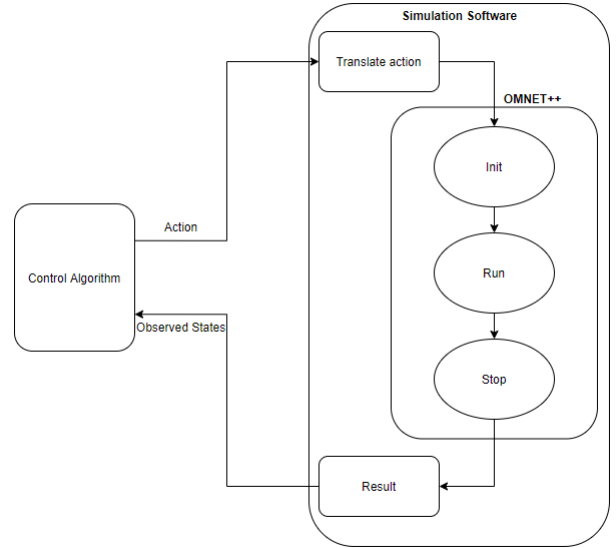 Simulation Software
Translate action
OMNET++
Init
Action
Run
Control Algorithm
Observed States
Stop
Result